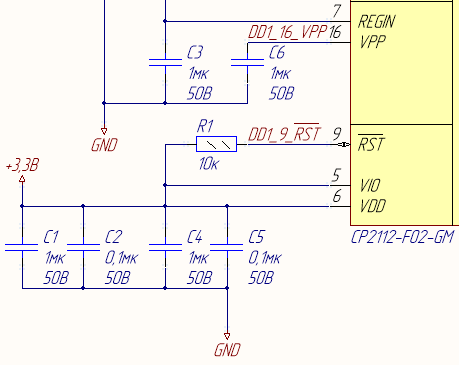 7 REGIN
DD1_16_VPP 16 VPP
C3 C6
1мк 1мк
50В 50В
GND
R1 DD1_9_RST 9 RST
10к
+3,3В
5 VIO
6 VDD
CP2112-F02-GM
C1 C2 C4 C5
1мк 0,1мк 1мк 0,1мк
50В 50В 50В 50В
GND